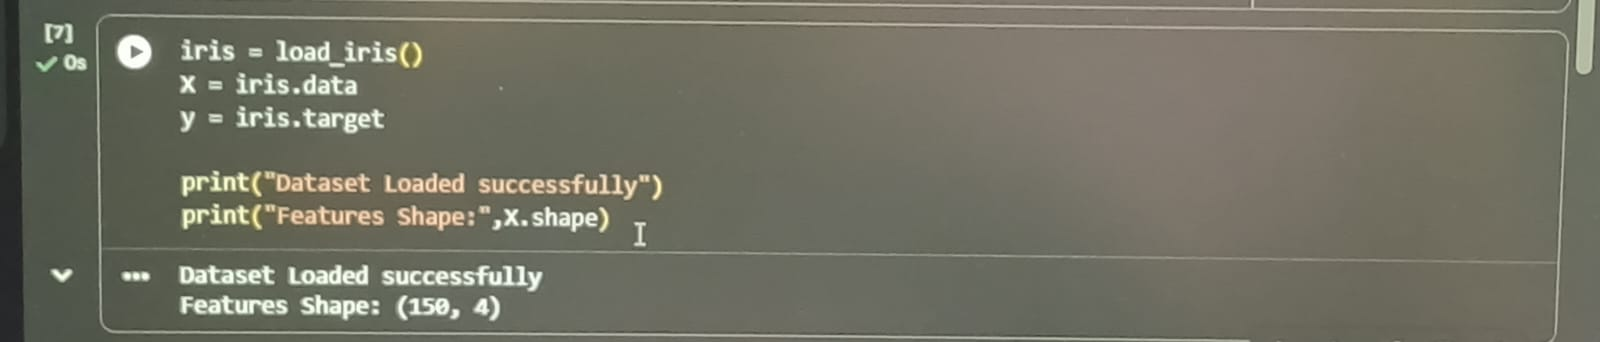 [7]
0s
iris = load_iris()
X = iris.data
y = iris.target
print("Dataset Loaded successfully")
print("Features Shape:",X.shape)
Dataset Loaded successfully
Features Shape: (150, 4)